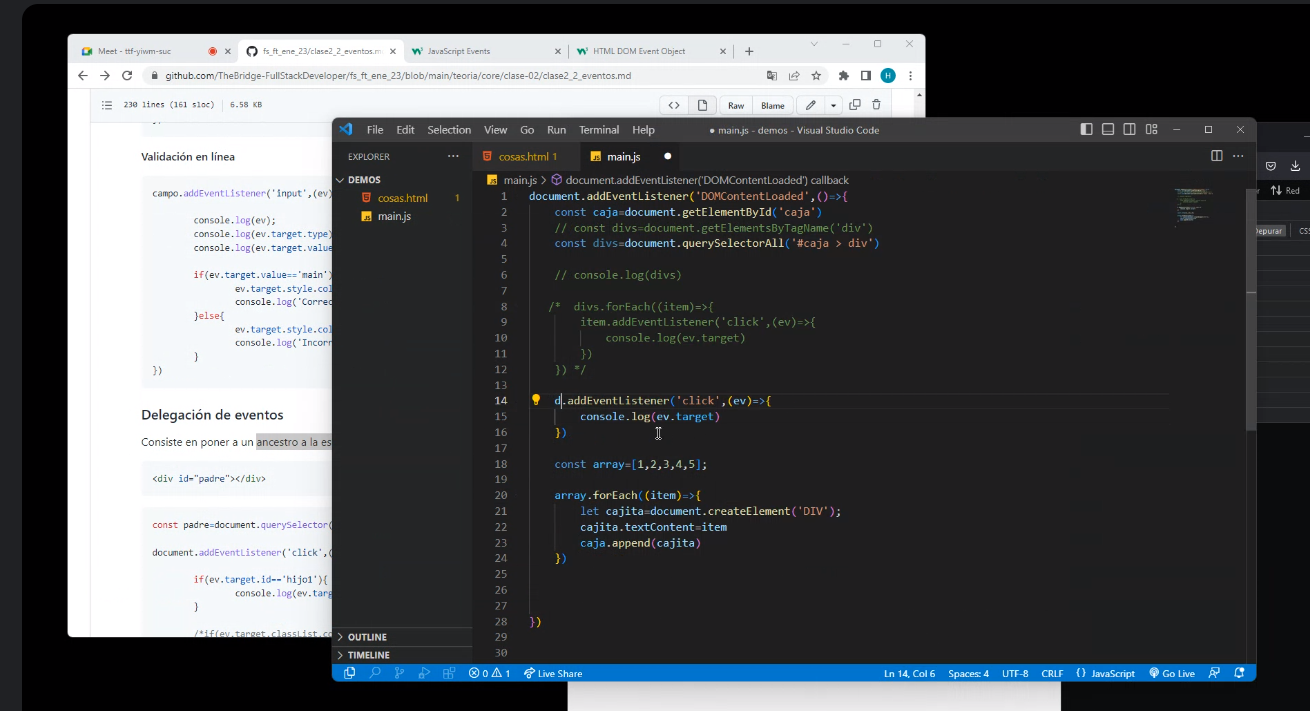 Meet - ttf-yiwm-suc
fs_ft_ene_23/clase2_2_eventos.m
JavaScript Events
HTML DOM Event Object
github.com/TheBridge-FullStackDeveloper/fs_ft_ene_23/blob/main/teoria/core/clase-02/clase2_2_eventos.md
H
230 lines (161 sloc) 6.58 KB
Raw
Blame
Validación en línea
campo.addEventListener('input',(ev)
console.log(ev);
console.log(ev.target.type)
console.log(ev.target.value
if(ev.target.value=='main')
ev.target.style.col
console.log('Correc
}else{
ev.target.style.col
console.log('Incorr
}
})
Delegación de eventos
Consiste en poner a un ancestro a la es
<div id="padre"></div>
const padre=document.querySelector(
document.addEventListener('click',(
if(ev.target.id=='hijo1'){
console.log(ev.targ
}
/*if(ev.target.classList.co
File Edit Selection View Go Run Terminal Help
● main.js - demos - Visual Studio Code
EXPLORER
DEMOS
cosas.html 1
main.js
OUTLINE
TIMELINE
cosas.html 1
main.js
main.js > document.addEventListener('DOMContentLoaded') callback
1 document.addEventListener('DOMContentLoaded',()=>{
2 const caja=document.getElementById('caja')
3 // const divs=document.getElementsByTagName('div')
4 const divs=document.querySelectorAll('#caja > div')
5
6 // console.log(divs)
7
8 /* divs.forEach((item)=>{
9 item.addEventListener('click',(ev)=>{
10 console.log(ev.target)
11 })
12 }) */
13
14 d.addEventListener('click',(ev)=>{
15 console.log(ev.target)
16 })
17
18 const array=[1,2,3,4,5];
19
20 array.forEach((item)=>{
21 let cajita=document.createElement('DIV');
22 cajita.textContent=item
23 caja.append(cajita)
24 })
25
26
27
28 })
29
30
0 1 Live Share
Ln 14, Col 6 Spaces: 4 UTF-8 CRLF {} JavaScript Go Live
Red
Depurar
CSS